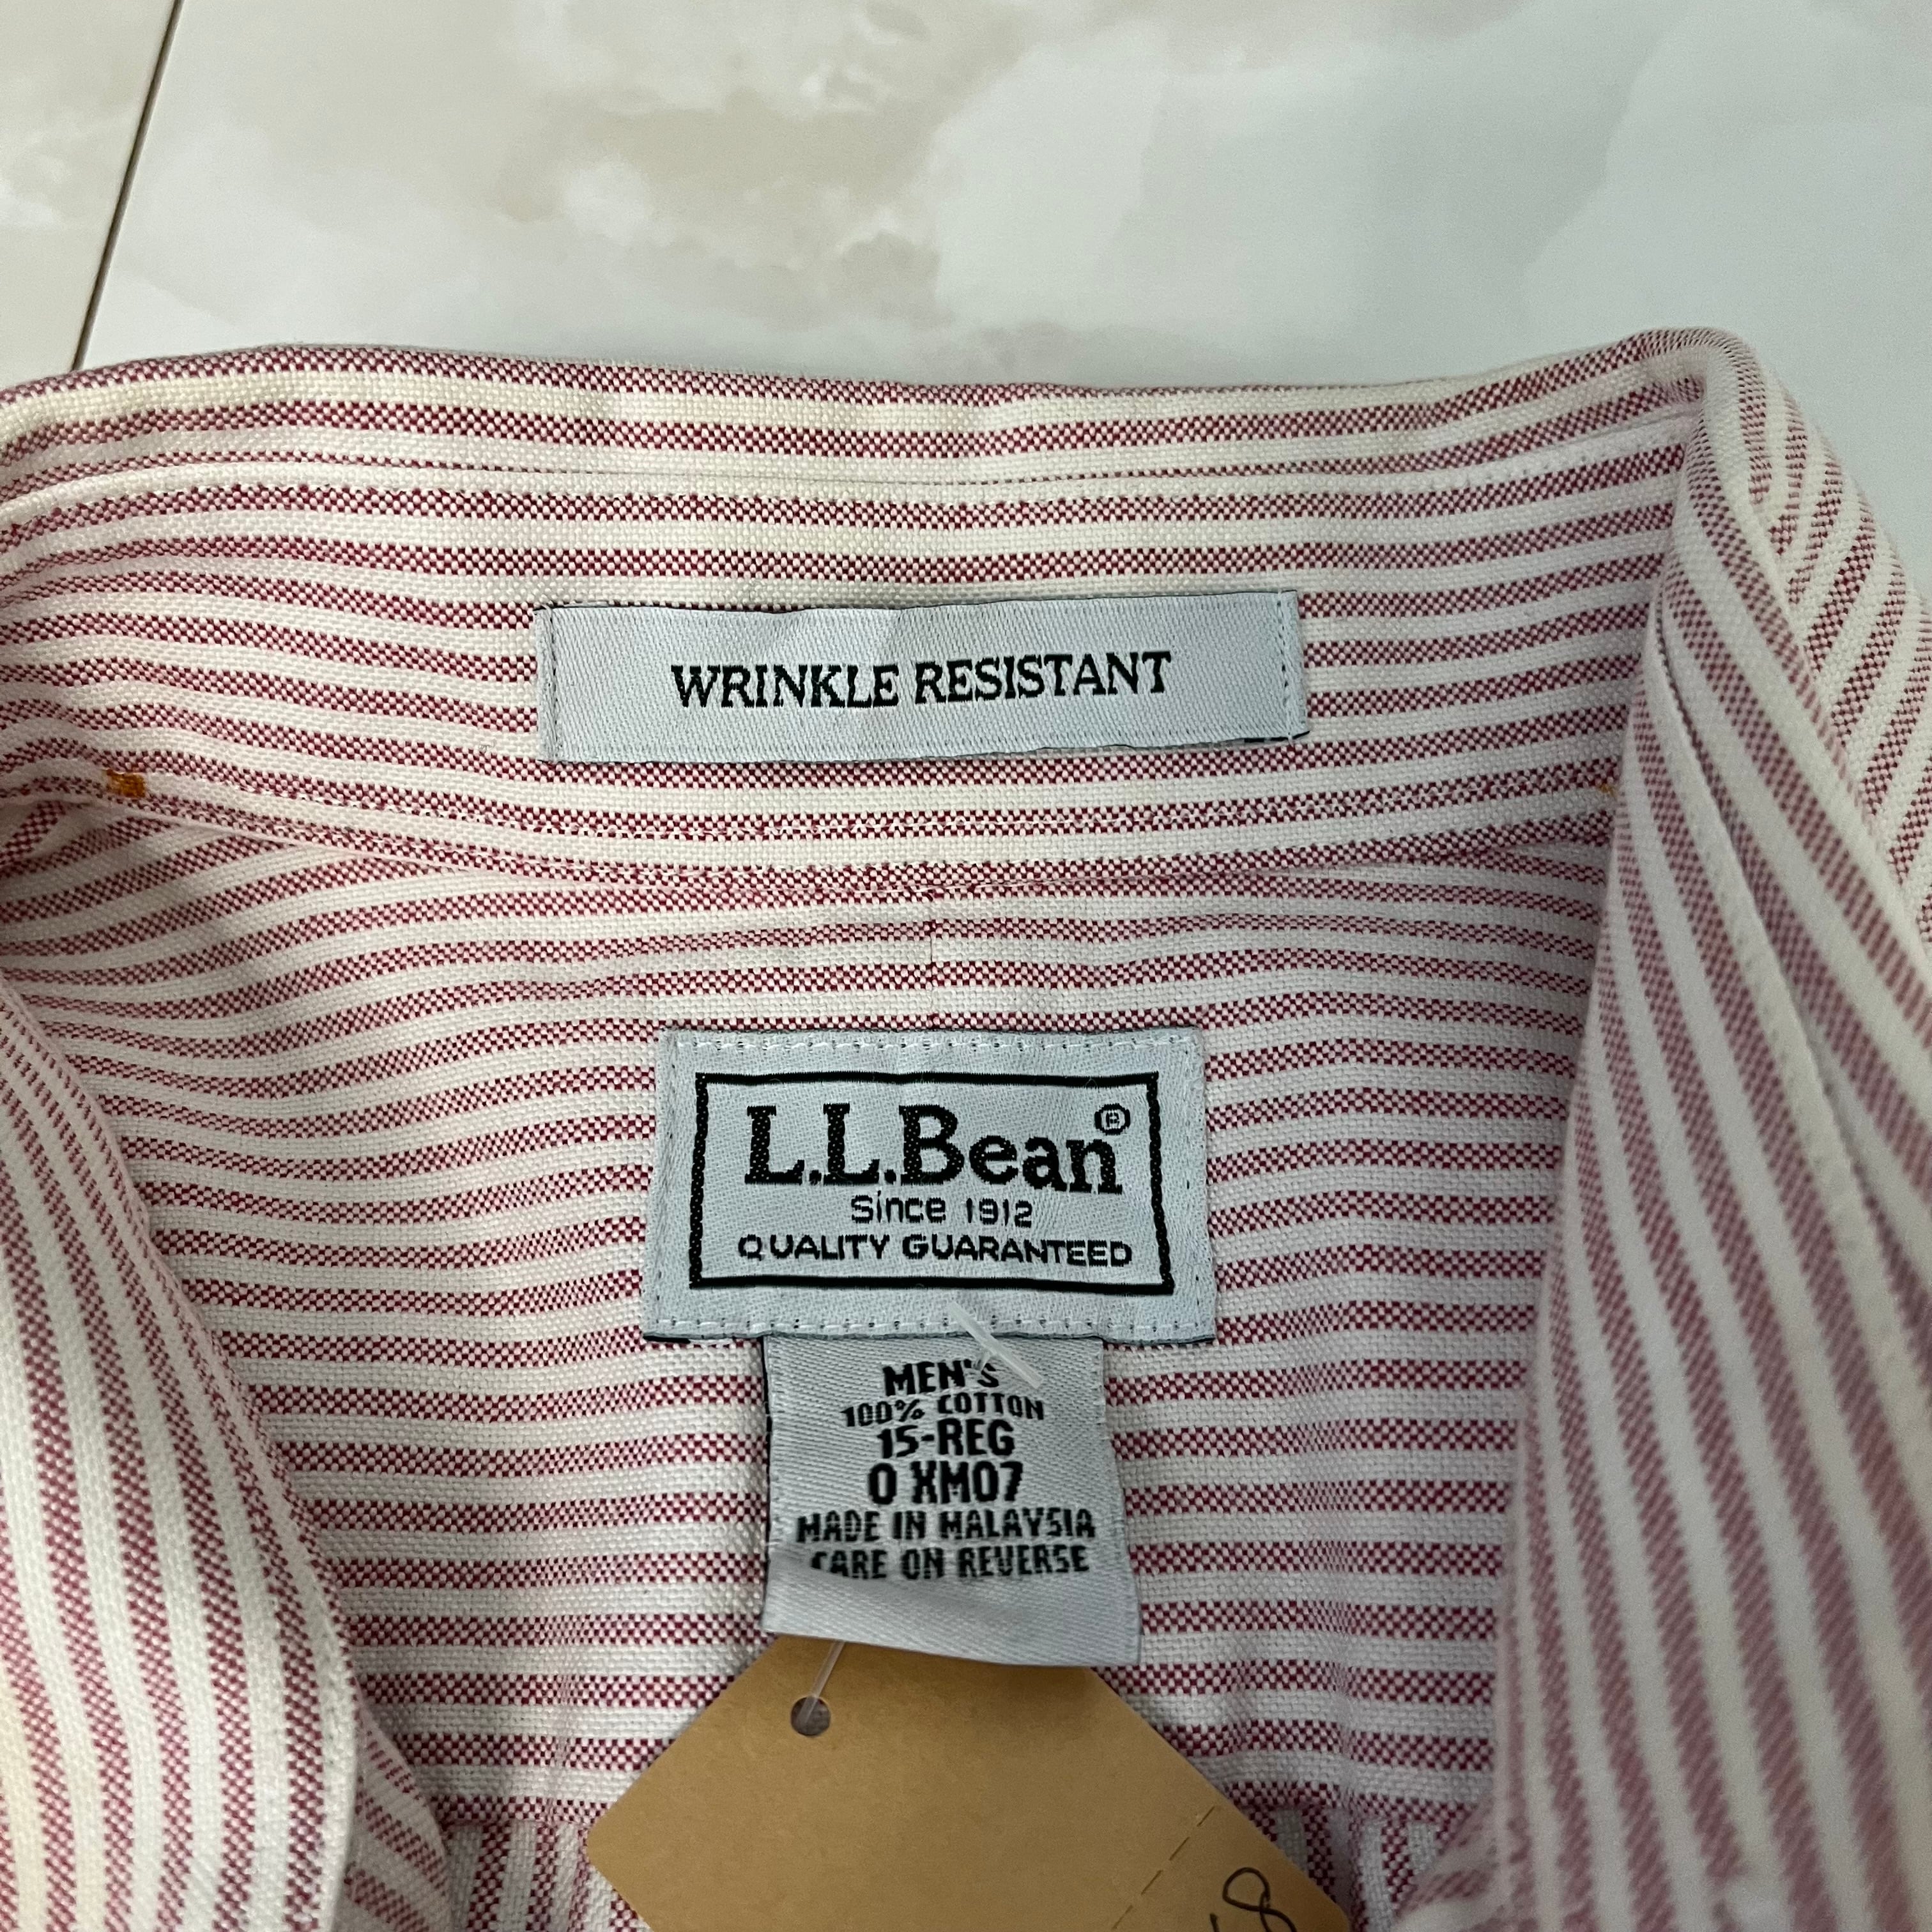 WRINKLE RESISTANT
L.L.Bean®
Since 1912
QUALITY GUARANTEED
MEN'S
100% COTTON
15-REG
0 XM07
MADE IN MALAYSIA
CARE ON REVERSE